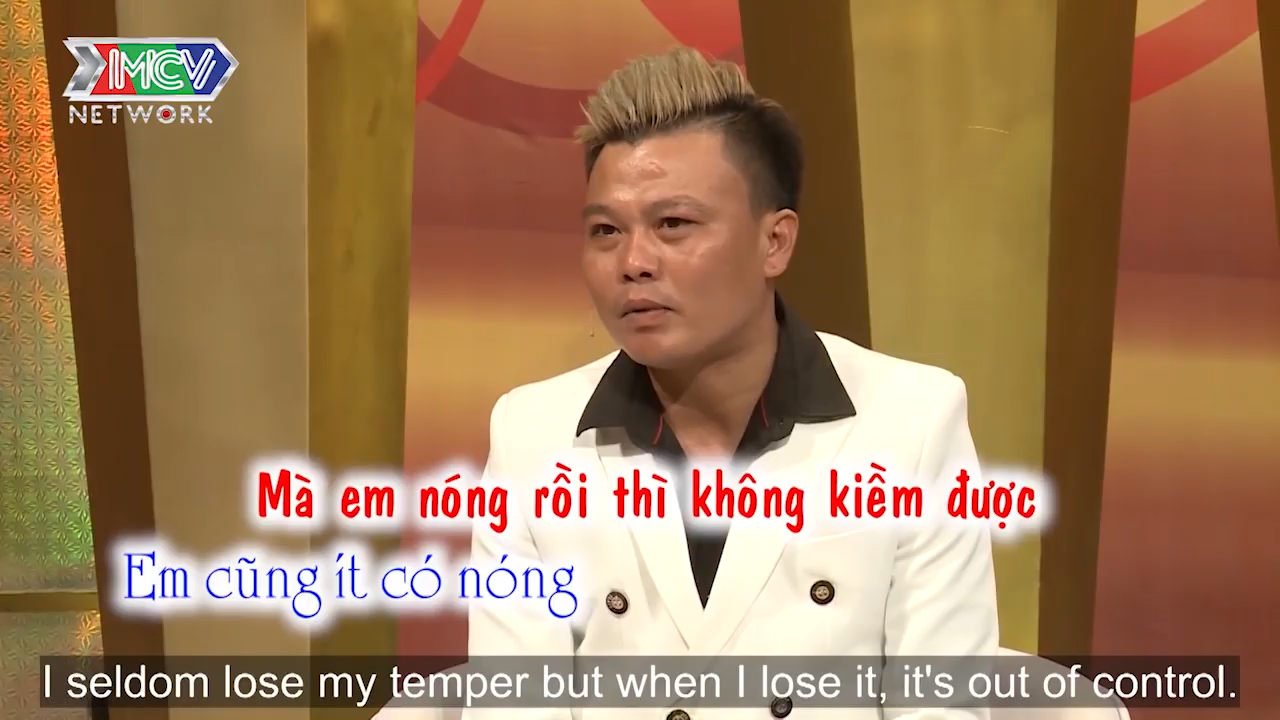 MCV
NETWORK
Mà em nóng rồi thì không kiềm được
Em cũng ít có nóng
I seldom lose my temper but when I lose it, it's out of control.